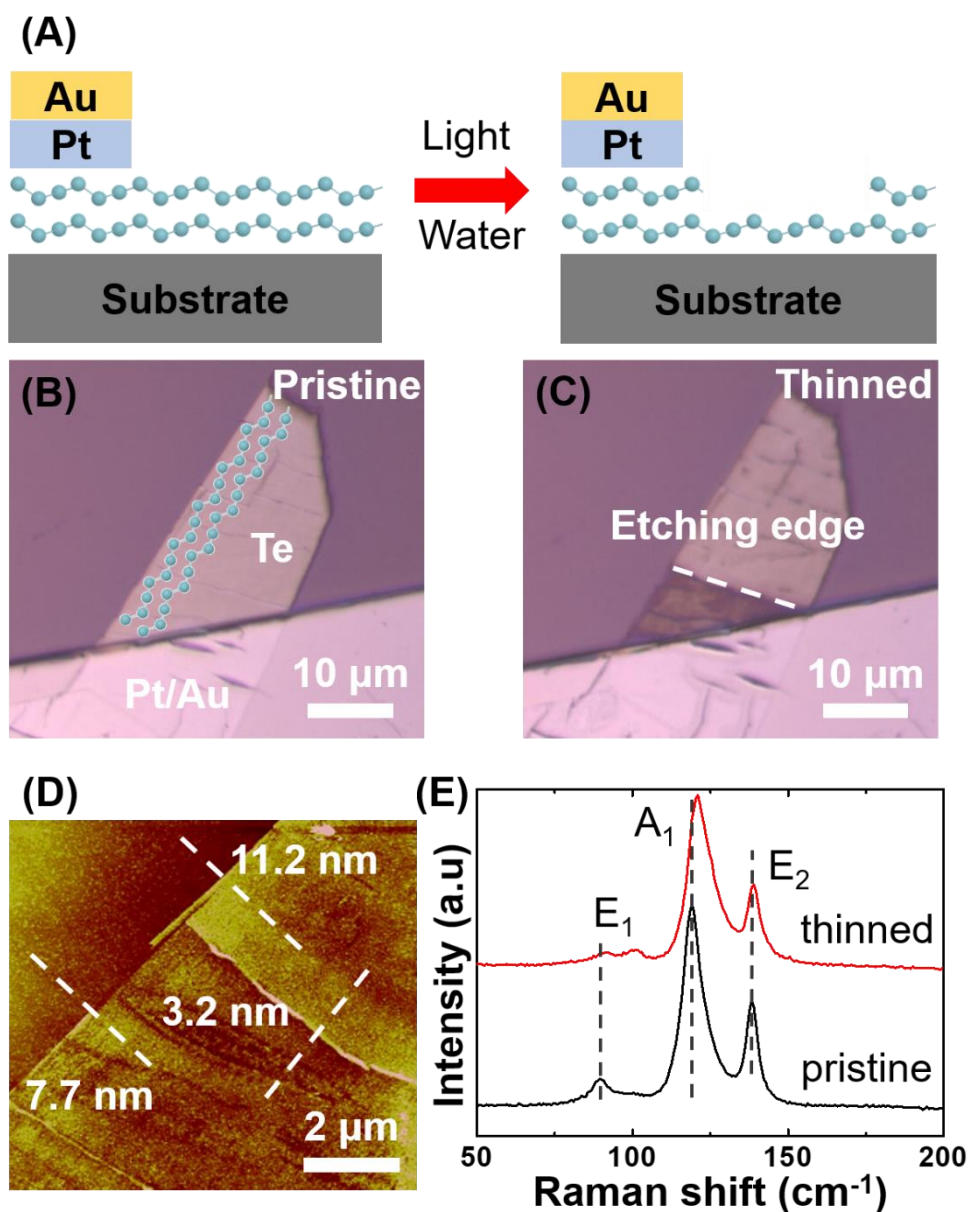 (A)
Au
Pt
Substrate
Light
Water
Au
Pt
Substrate
(B)
Pristine
Te
Pt/Au
10 µm
(C)
Thinned
Etching edge
10 µm
(D)
11.2 nm
3.2 nm
7.7 nm
2 µm
(E)
Intensity (a.u)
A1
E1
E2
thinned
pristine
50 100 150 200
Raman shift (cm-1)